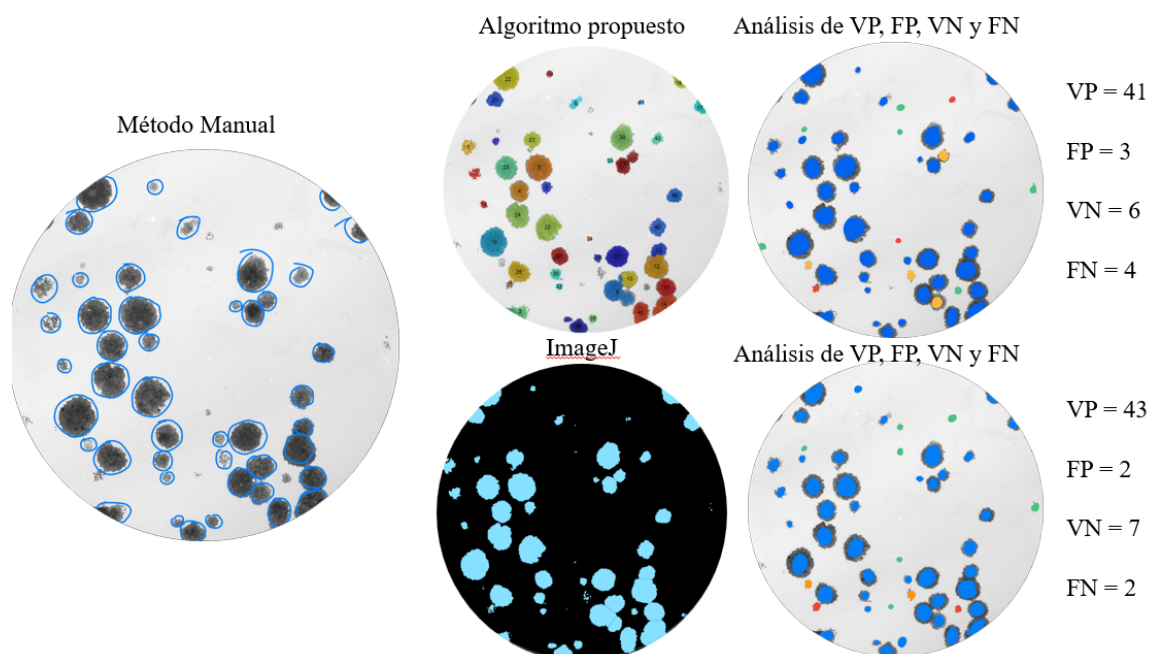 Método Manual
Algoritmo propuesto
Análisis de VP, FP, VN y FN
VP = 41
FP = 3
VN = 6
FN = 4
ImageJ
Análisis de VP, FP, VN y FN
VP = 43
FP = 2
VN = 7
FN = 2